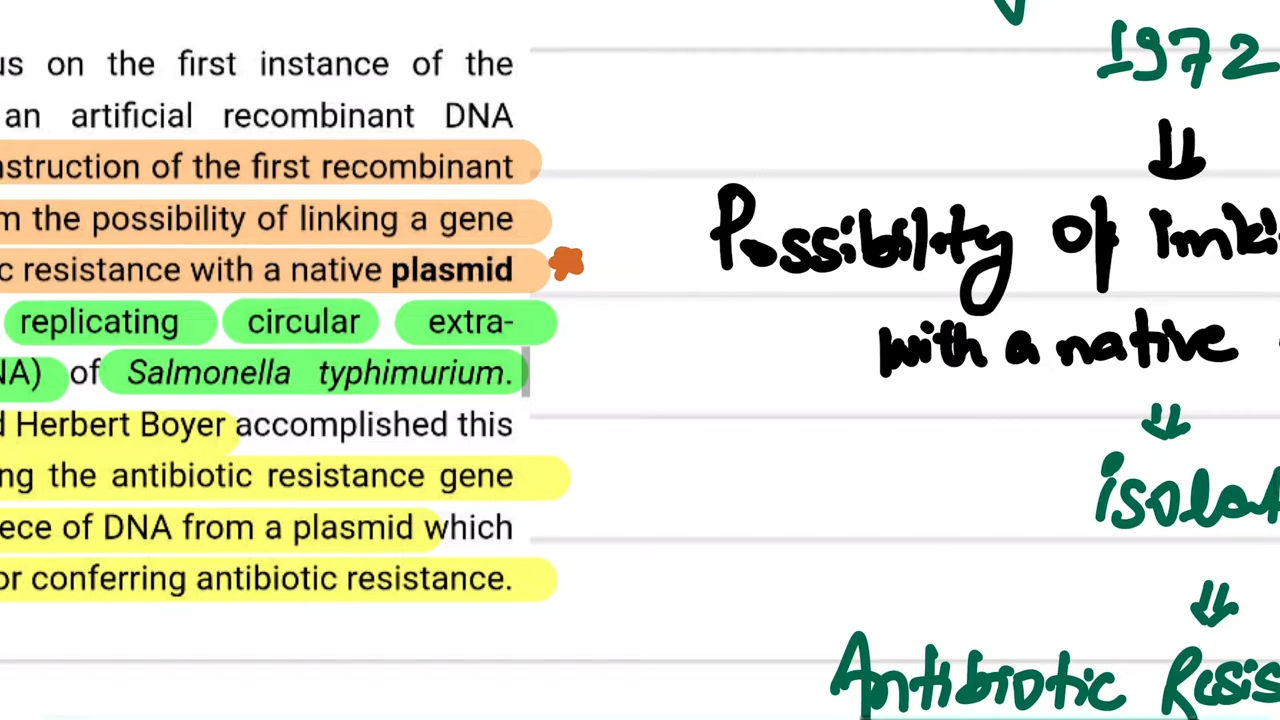 us on the first instance of the
an artificial recombinant DNA
nstruction of the first recombinant
m the possibility of linking a gene
c resistance with a native plasmid
replicating circular extra-
NA) of Salmonella typhimurium.
d Herbert Boyer accomplished this
ng the antibiotic resistance gene
ece of DNA from a plasmid which
or conferring antibiotic resistance.
1972
Possibility of linki
with a native
isolat
Antibiotic Resis